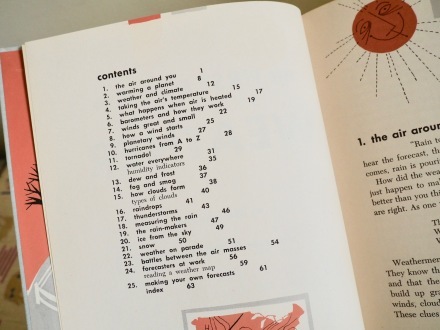 contents
1. the air around you 1
2. warming a planet 8
3. weather and climate 12
4. taking the air's temperature 15
5. what happens when air is heated 17
6. barometers and how they work 19
7. winds great and small 22
8. how a wind starts 25
9. planetary winds 27
10. hurricanes from A to Z 28
11. tornado! 29
12. water everywhere 31
humidity indicators 35
13. dew and frost 36
14. fog and smog 37
15. how clouds form 38
types of clouds 40
16. raindrops 41
17. thunderstorms 43
18. measuring the rain 46
19. the rain-makers 47
20. ice from the sky 49
21. snow 50
22. weather on parade 51
23. battles between the air masses 54
24. forecasters at work 56
reading a weather map 59
25. making your own forecasts 61
index 63
1. the air aroun
"Rain to
hear the forecast, th
comes, rain is pouri
How did the wea
just happen to ma
better than you thi
are right. As one
Weathermen
They know th
and that the
build up gra
winds, cloud
These clues